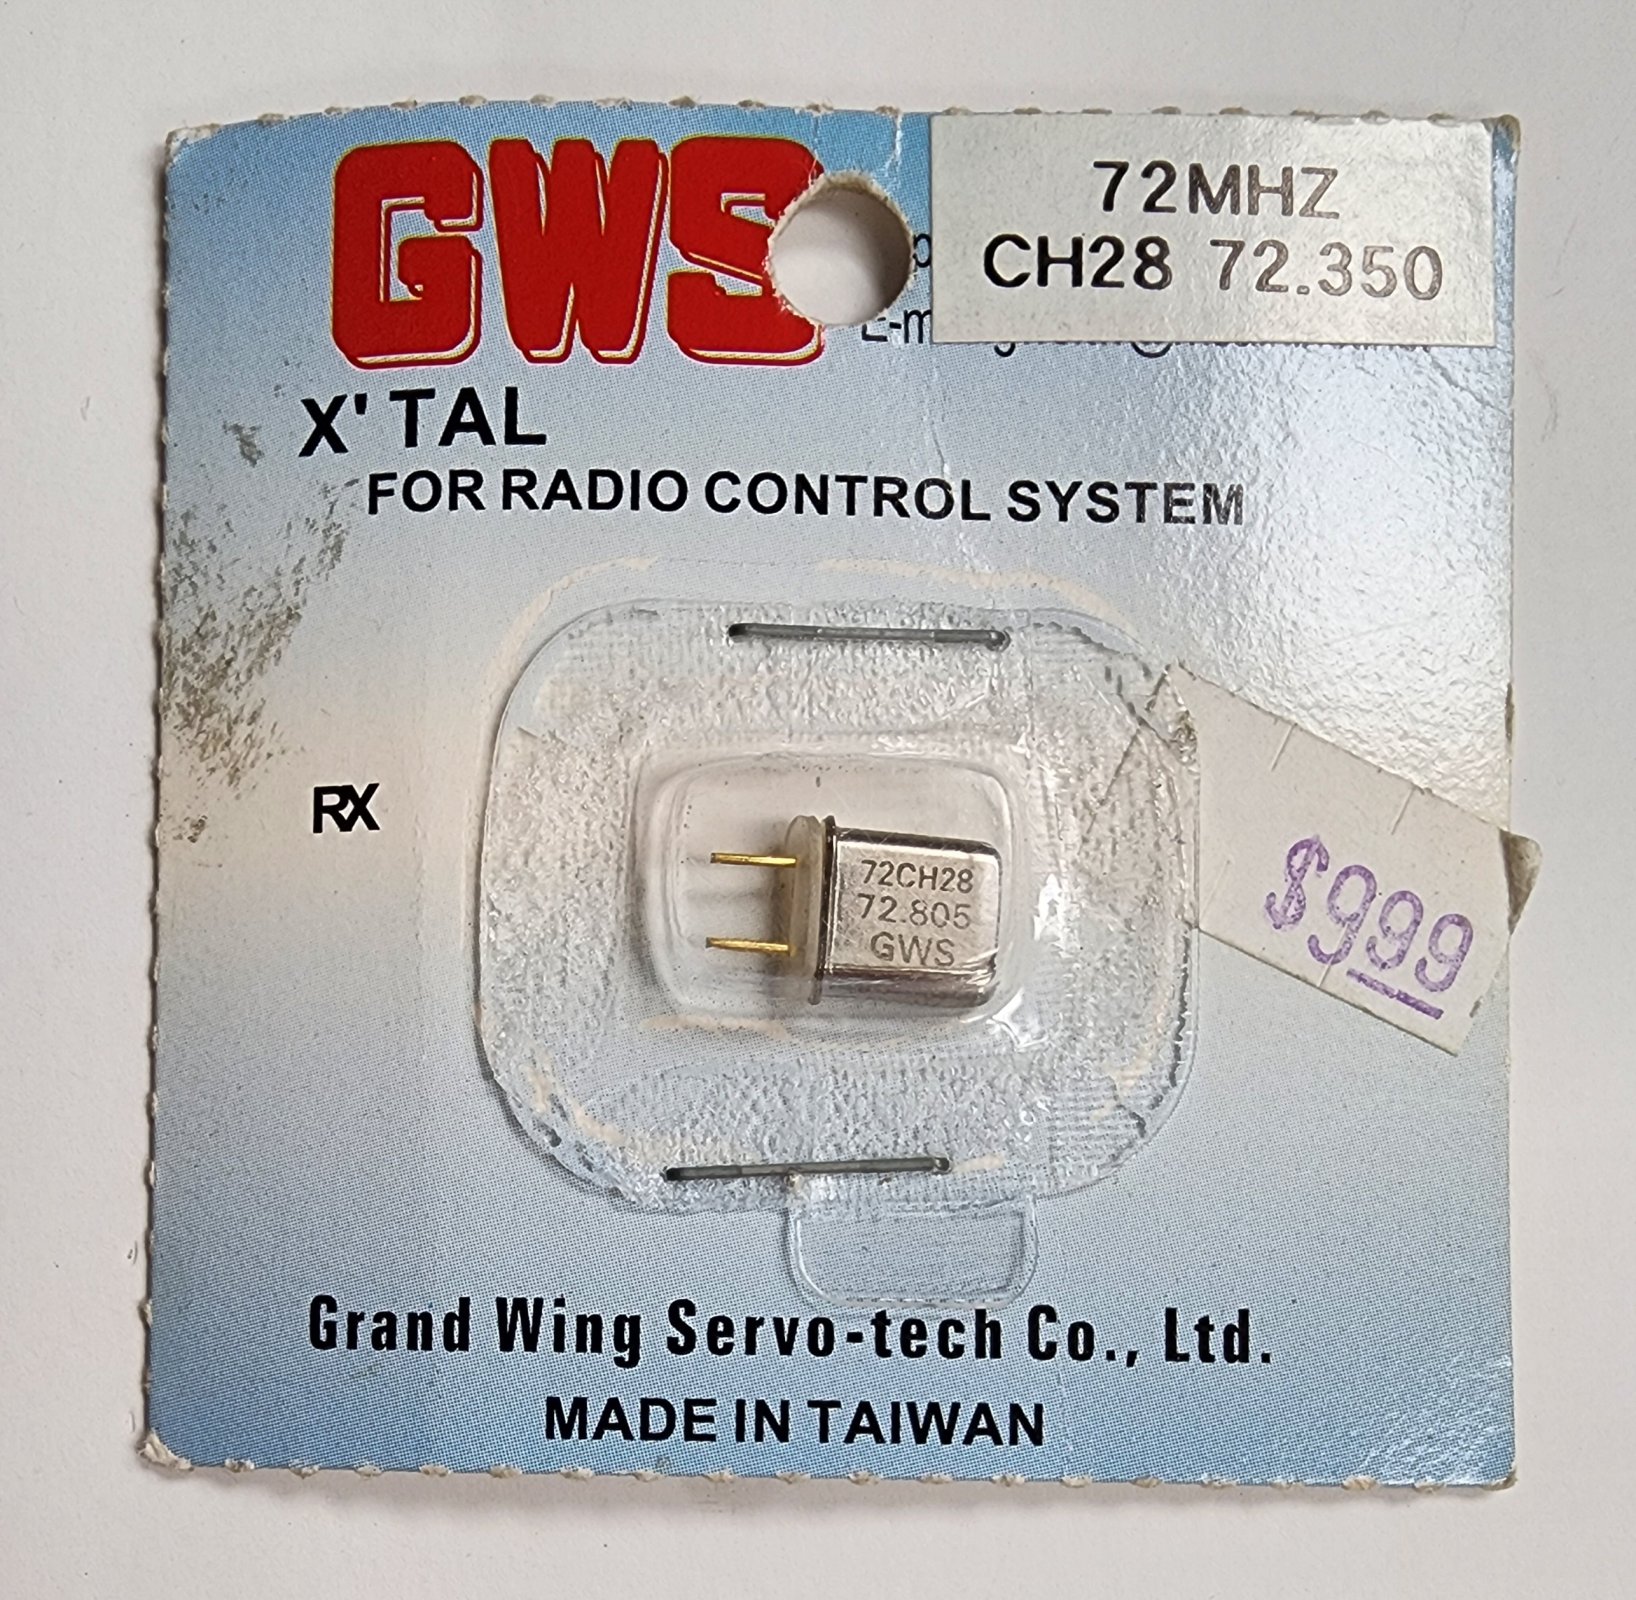 GWS
72MHZ
CH28 72.350
E-m
X'TAL
FOR RADIO CONTROL SYSTEM
RX
72CH28
72.805
GWS
$999
Grand Wing Servo-tech Co., Ltd.
MADE IN TAIWAN